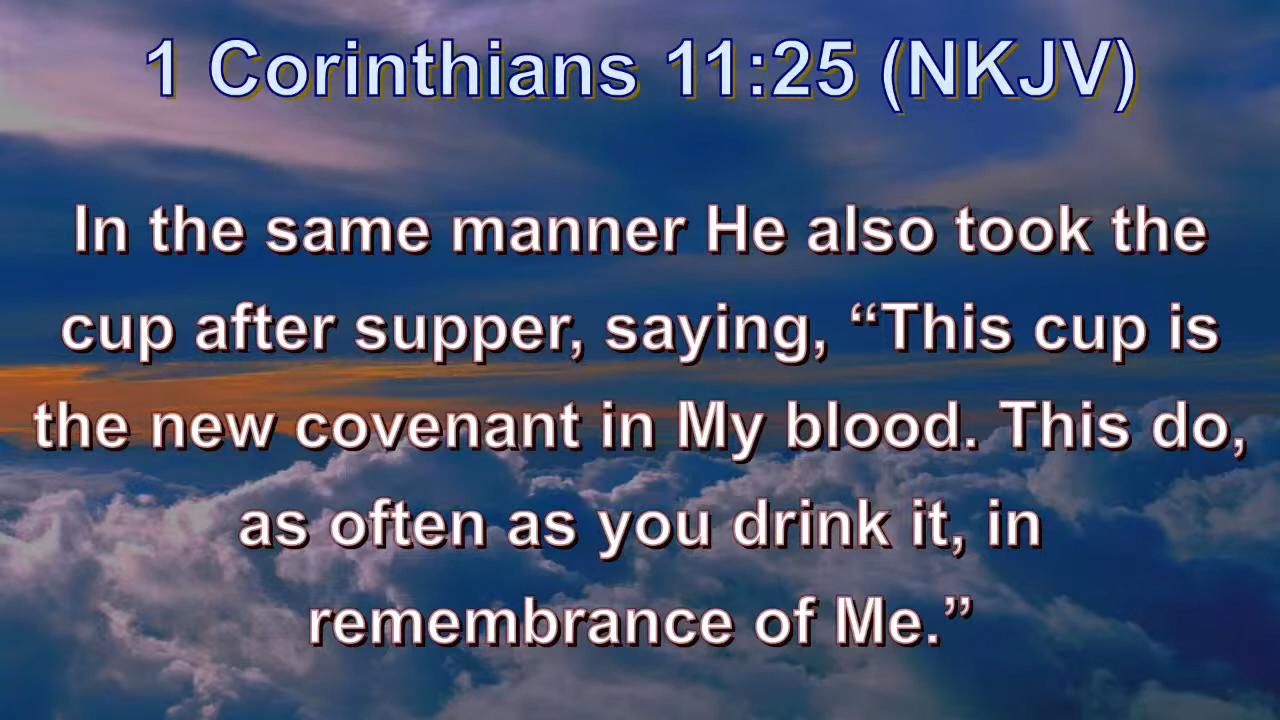 1 Corinthians 11:25 (NKJV)
In the same manner He also took the
cup after supper, saying, “This cup is
the new covenant in My blood. This do,
as often as you drink it, in
remembrance of Me.”